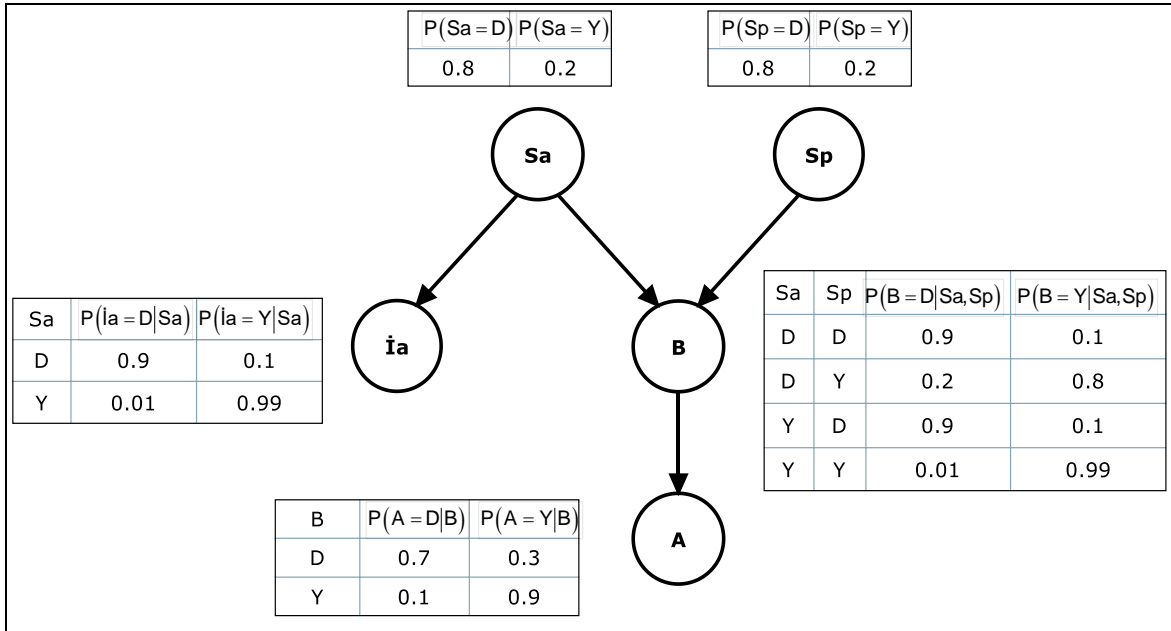 P(Sa=D) P(Sa=Y)
0.8 0.2
P(Sp=D) P(Sp=Y)
0.8 0.2
Sa
Sp
Sa P(İa=D|Sa) P(İa=Y|Sa)
D 0.9 0.1
Y 0.01 0.99
İa
B
Sa Sp P(B=D|Sa,Sp) P(B=Y|Sa,Sp)
D D 0.9 0.1
D Y 0.2 0.8
Y D 0.9 0.1
Y Y 0.01 0.99
B P(A=D|B) P(A=Y|B)
D 0.7 0.3
Y 0.1 0.9
A